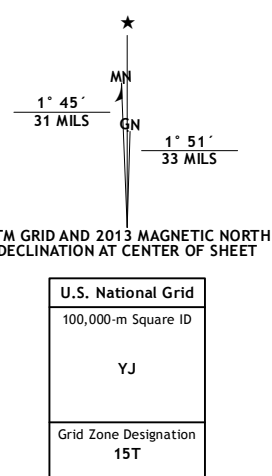 ★
MN
1° 45´
31 MILS
GN
1° 51´
33 MILS
TM GRID AND 2013 MAGNETIC NORTH
DECLINATION AT CENTER OF SHEET
U.S. National Grid
100,000-m Square ID
YJ
Grid Zone Designation
15T